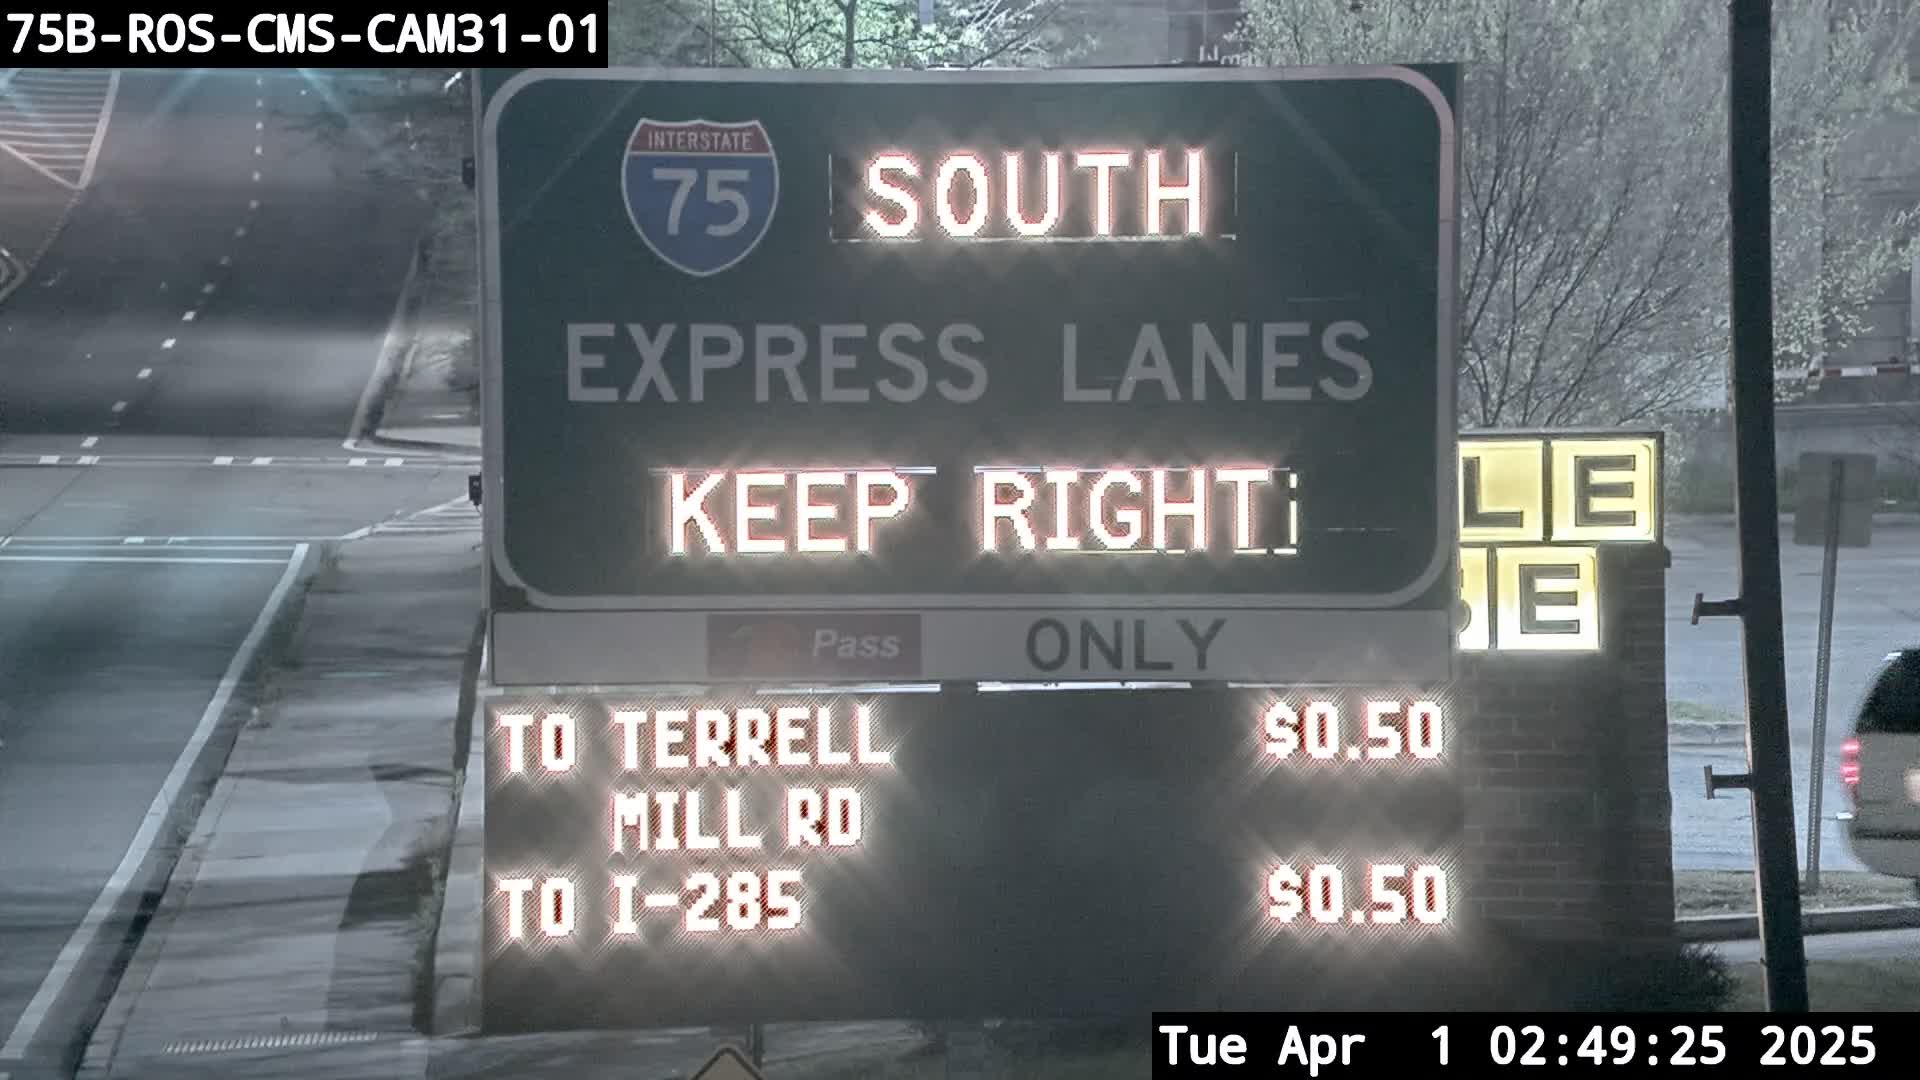 75B-ROS-CMS-CAM31-01
INTERSTATE
75
SOUTH
EXPRESS LANES
KEEP RIGHT
Pass ONLY
TO TERRELL $0.50
MILL RD
TO I-285 $0.50
LE
E
Tue Apr 1 02:49:25 2025